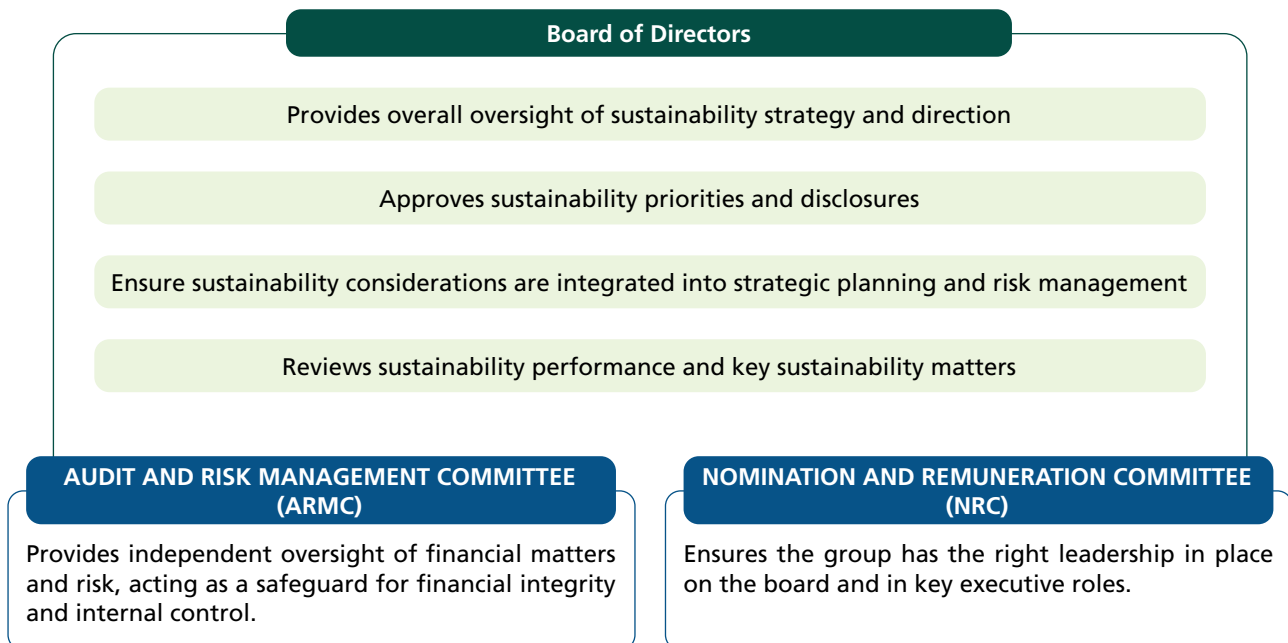 Board of Directors
Provides overall oversight of sustainability strategy and direction
Approves sustainability priorities and disclosures
Ensure sustainability considerations are integrated into strategic planning and risk management
Reviews sustainability performance and key sustainability matters
AUDIT AND RISK MANAGEMENT COMMITTEE
(ARMC)
Provides independent oversight of financial matters
and risk, acting as a safeguard for financial integrity
and internal control.
NOMINATION AND REMUNERATION COMMITTEE
(NRC)
Ensures the group has the right leadership in place
on the board and in key executive roles.